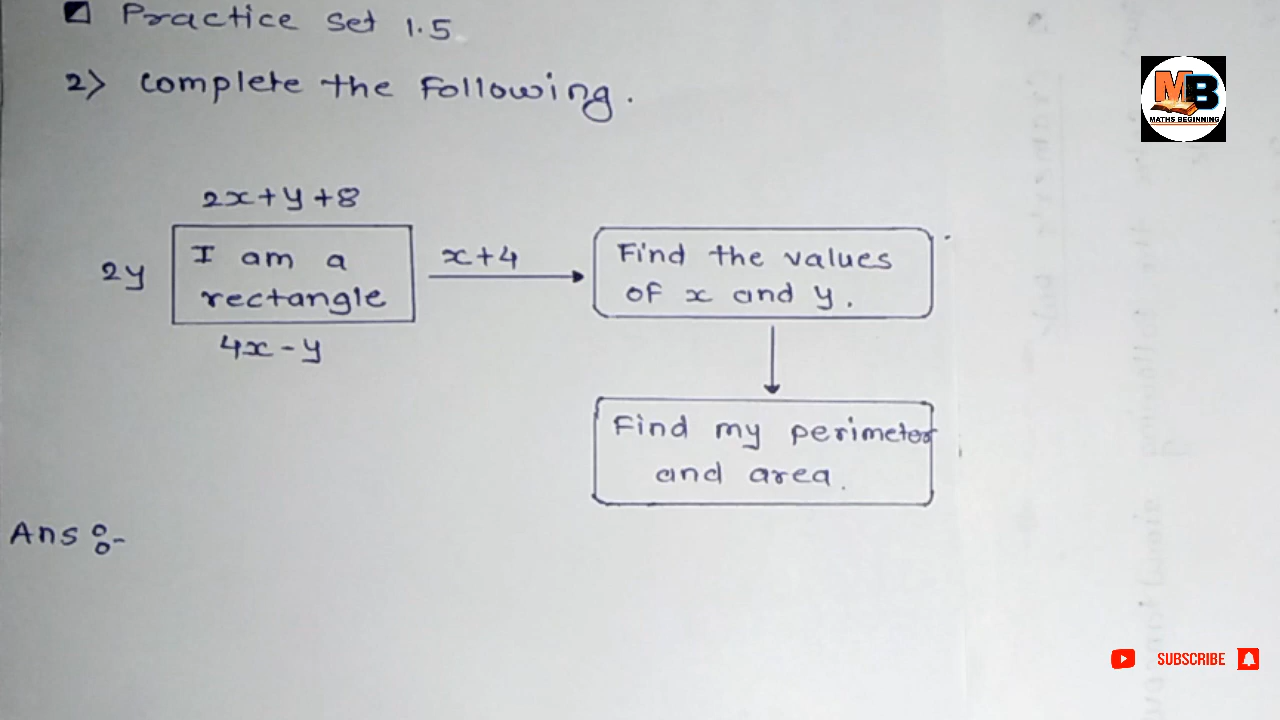 Practice set 1.5
2) Complete the following.
MB
MATHS BEGINNING
2x+y+8
2y
I am a
rectangle
x+4
4x-y
Find the values
of x and y.
Find my perimeter
and area.
Ans :-
SUBSCRIBE